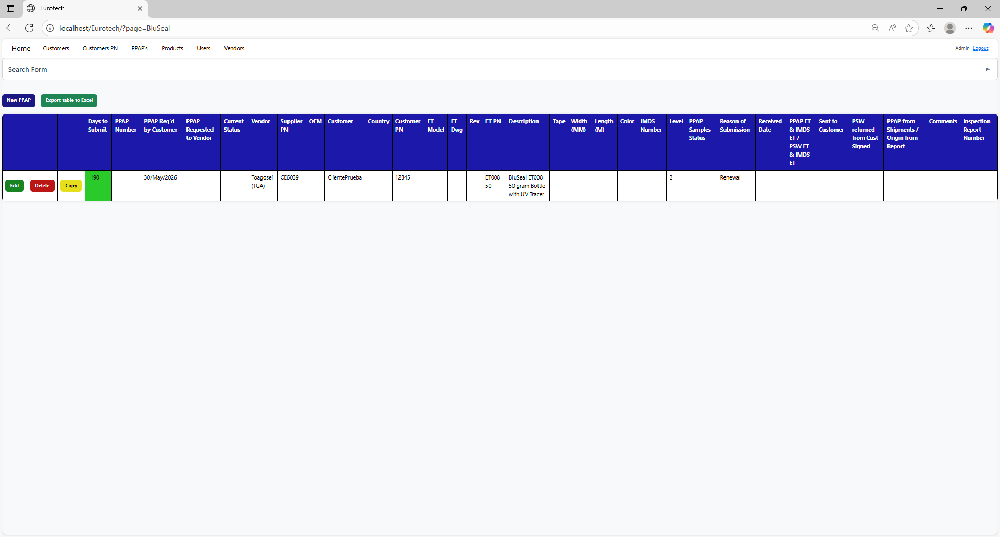 Eurotech
localhost/Eurotech/?page=BluSeal
Home Customers Customers PN PPAP's Products Users Vendors Admin Logout
Search Form
New PPAP Export table to Excel
Days to Submit
PPAP Number
PPAP Req'd by Customer
PPAP Requested to Vendor
Current Status
Vendor
Supplier PN
OEM
Customer
Country
Customer PN
ET Model
ET Dwg
Rev
ET PN
Description
Tape
Width (MM)
Length (M)
Color
IMDS Number
Level
PPAP Samples Status
Reason of Submission
Received Date
PPAP ET & IMDS ET / PSW ET & IMDS ET
Sent to Customer
PSW returned from Cust Signed
PPAP from Shipments / Origin from Report
Comments
Inspection Report Number
Edit
Delete
Copy
-190
30/May/2026
Toagosei (TGA)
CE6039
ClientePrueba
12345
ET008-50
BluSeal ET008-50 gram Bottle with UV Tracer
2
Renewal